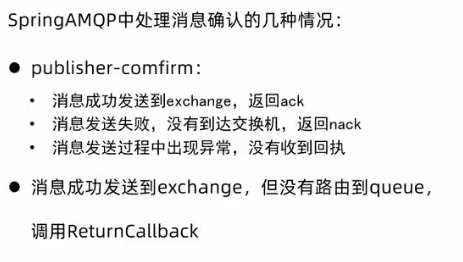 SpringAMQP中处理消息确认的几种情况：
● publisher-comfirm：
• 消息成功发送到exchange，返回ack
• 消息发送失败，没有到达交换机，返回nack
• 消息发送过程中出现异常，没有收到回执
● 消息成功发送到exchange，但没有路由到queue，
调用ReturnCallback